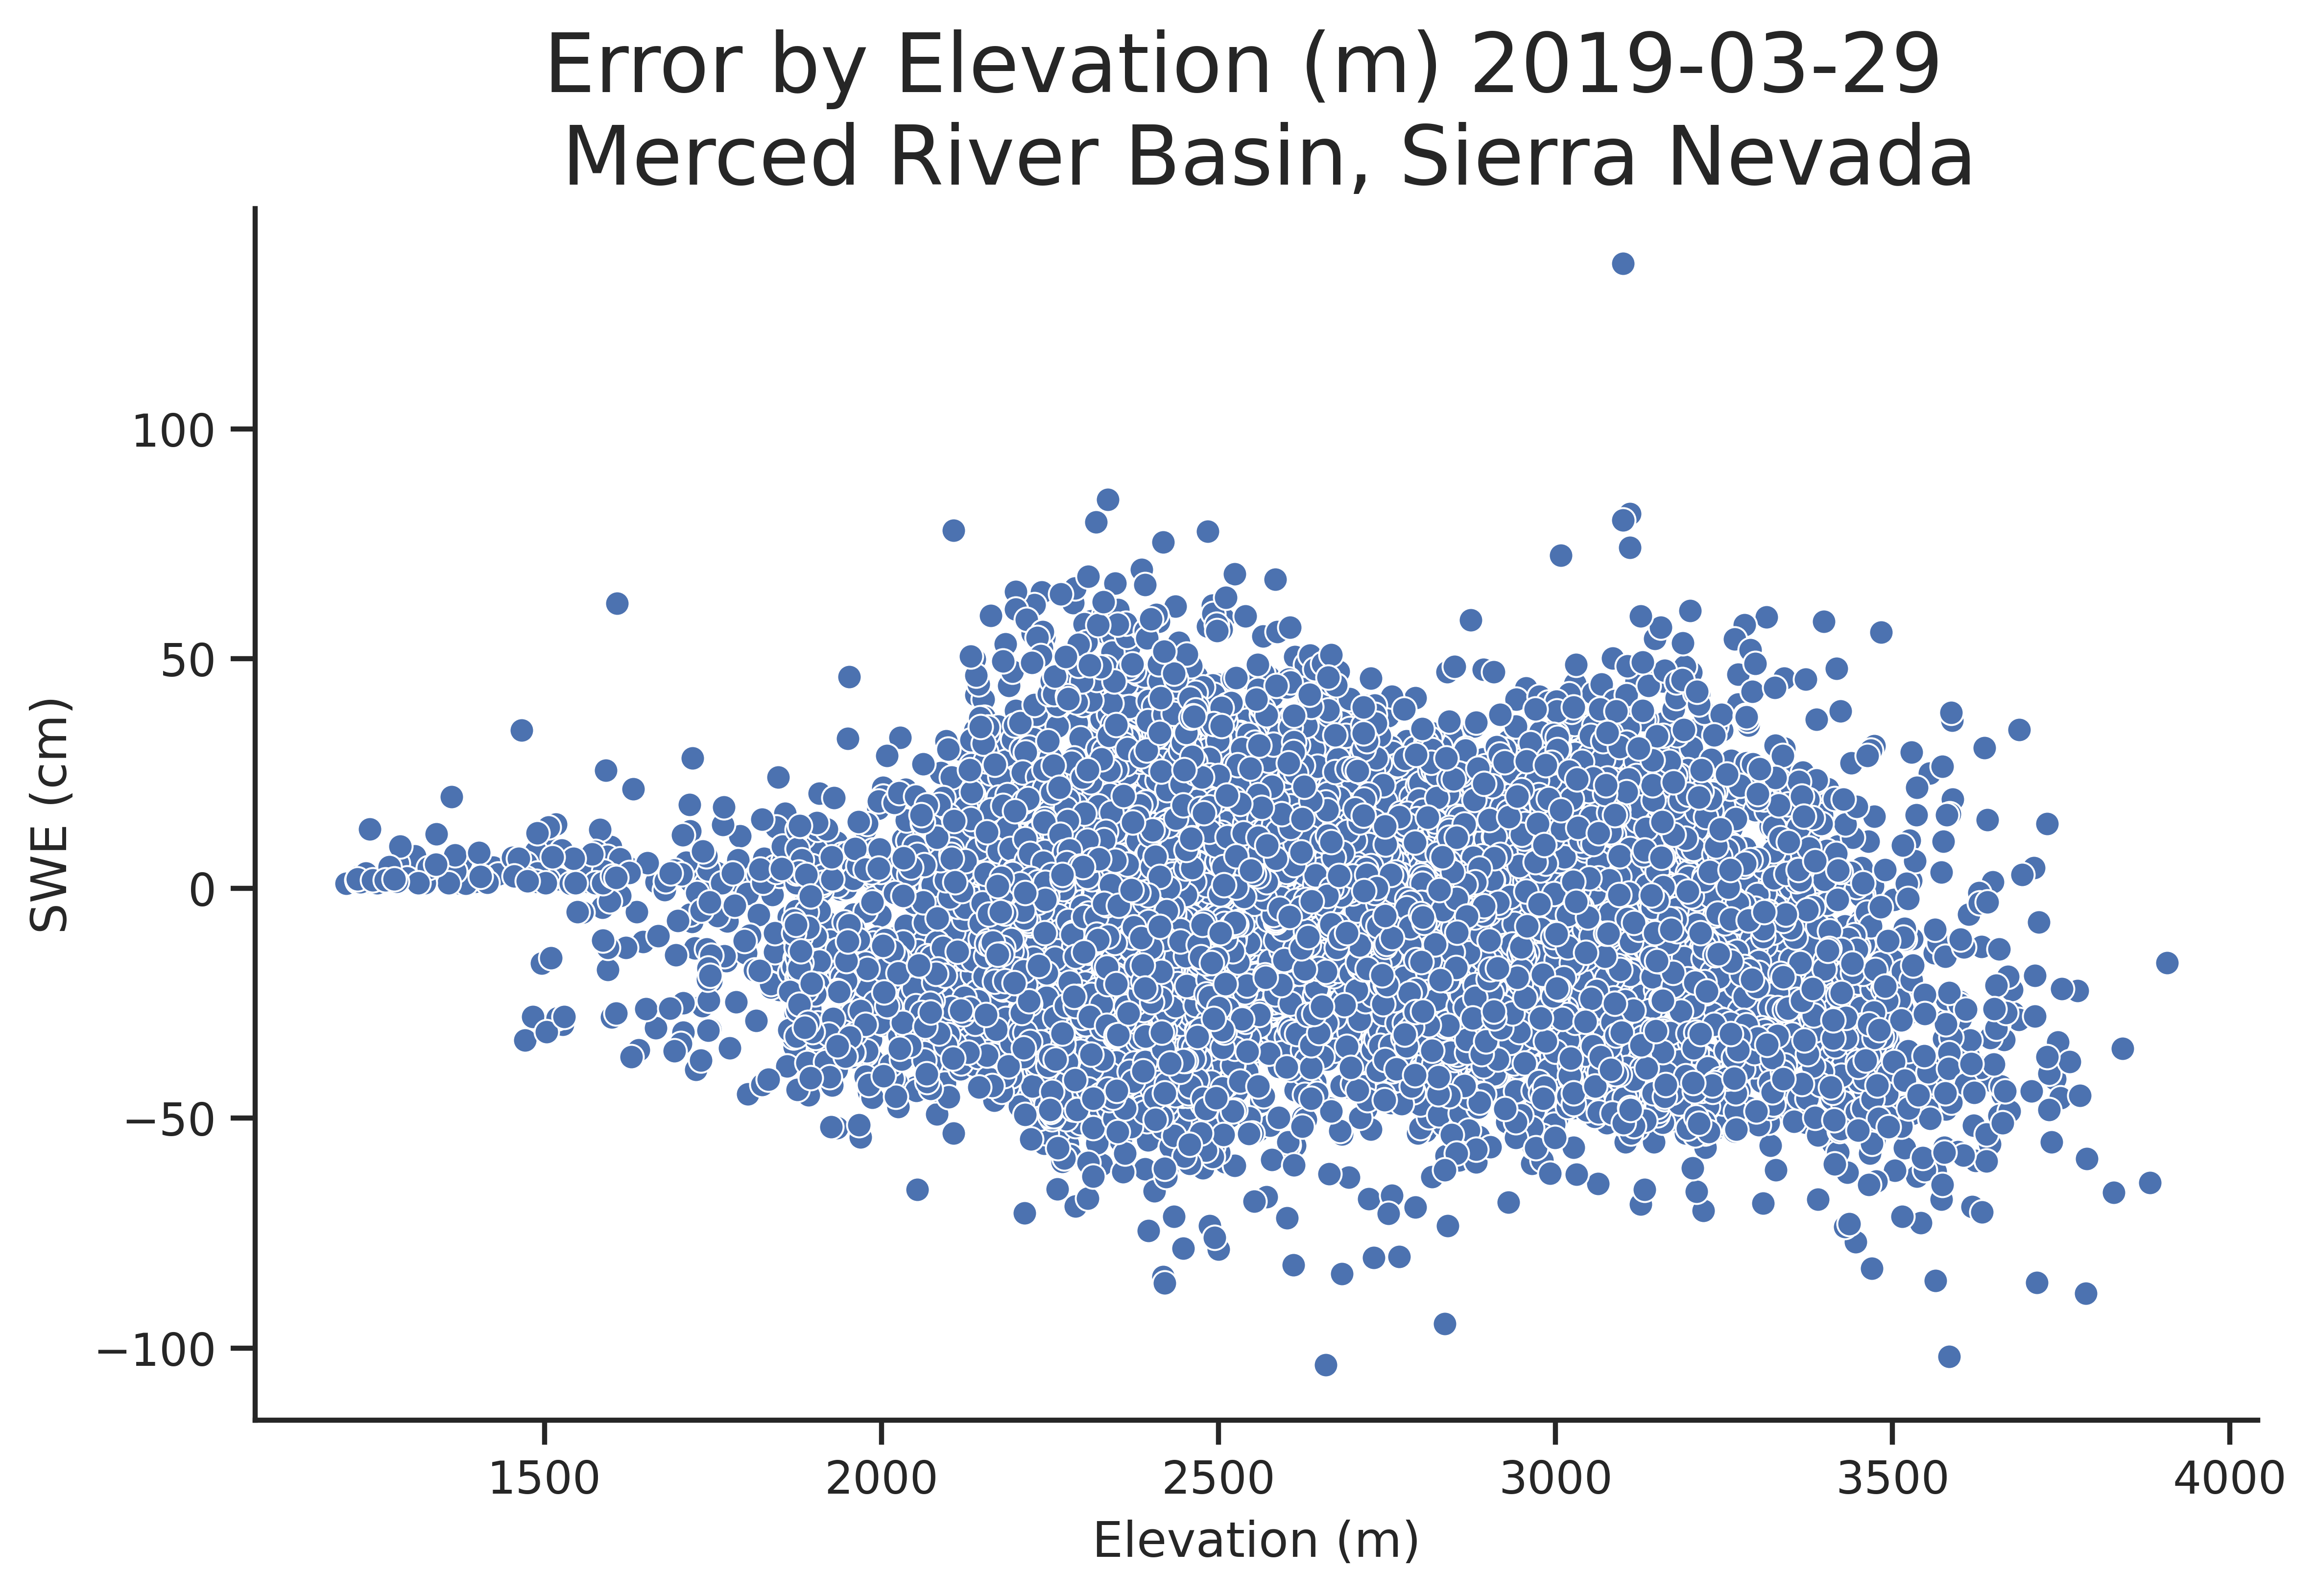 Error by Elevation (m) 2019-03-29
Merced River Basin, Sierra Nevada
SWE (cm)
100
50
0
−50
−100
1500 2000 2500 3000 3500 4000
Elevation (m)